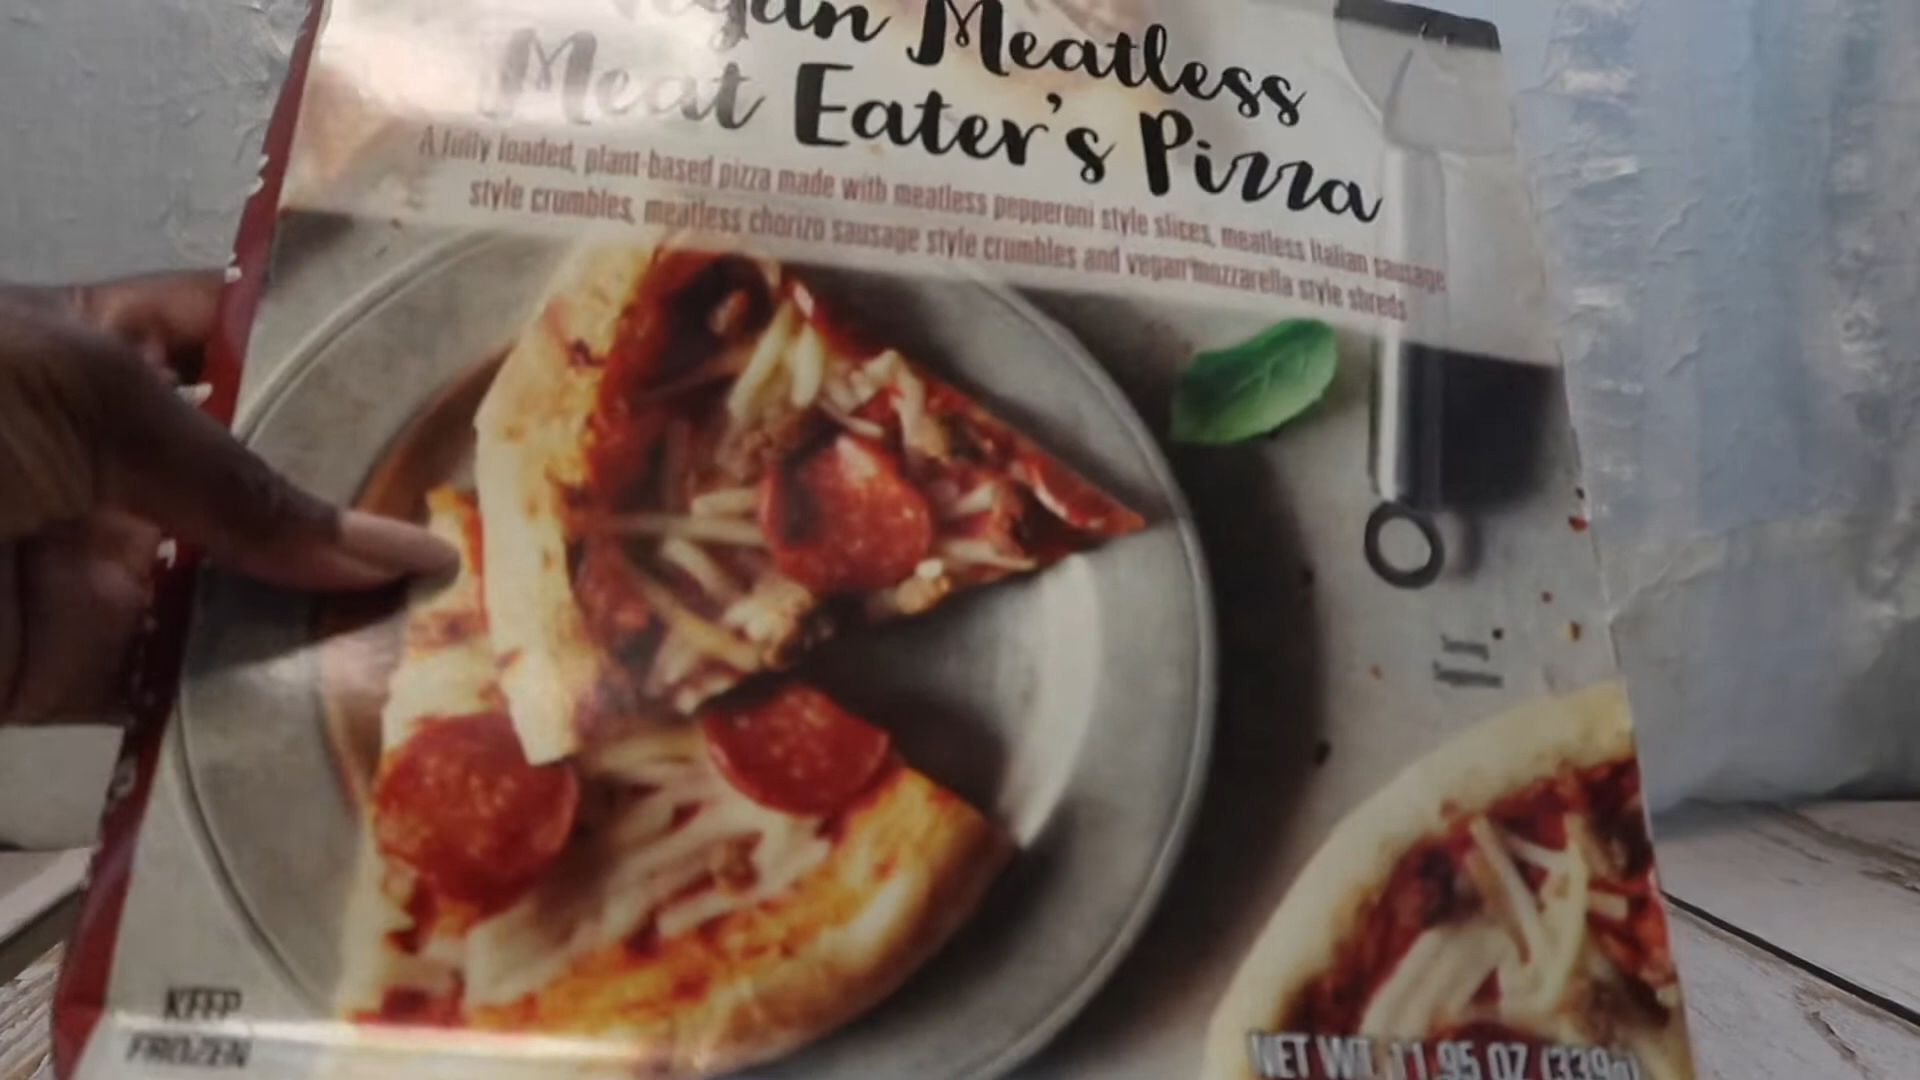 Vegan Meatless
Meat Eater's Pizza
A fully loaded, plant-based pizza made with meatless pepperoni style slices, meatless Italian sausage
style crumbles, meatless chorizo sausage style crumbles and vegan mozzarella style shreds
KEEP
FROZEN
NET WT. 11.95 OZ (339g)